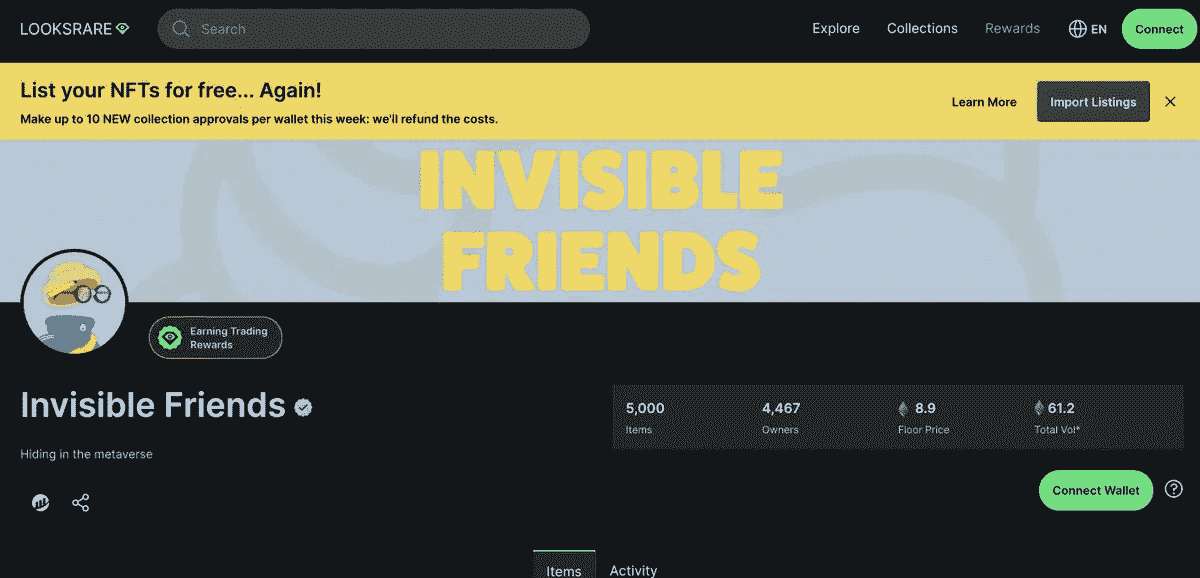 LOOKSRARE
Search
Explore
Collections
Rewards
EN
Connect
List your NFTs for free... Again!
Make up to 10 NEW collection approvals per wallet this week: we'll refund the costs.
Learn More
Import Listings
INVISIBLE
FRIENDS
Earning Trading
Rewards
Invisible Friends
5,000
4,467
8.9
61.2
Items
Owners
Floor Price
Total Vol*
Hiding in the metaverse
Connect Wallet
Items
Activity